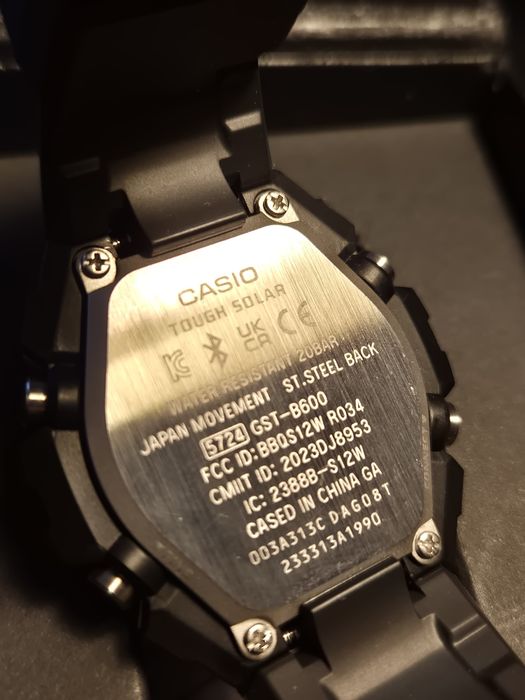 CASIO
TOUGH SOLAR
UK
CA CE
WATER RESISTANT 20BAR
JAPAN MOVEMENT ST.STEEL BACK
5724 GST-B600
FCC ID:BBQS12W R034
CMIIT ID: 2023DJ8953
IC: 2388B-S12W
CASED IN CHINA GA
003A313C DAG08T
233313A1990